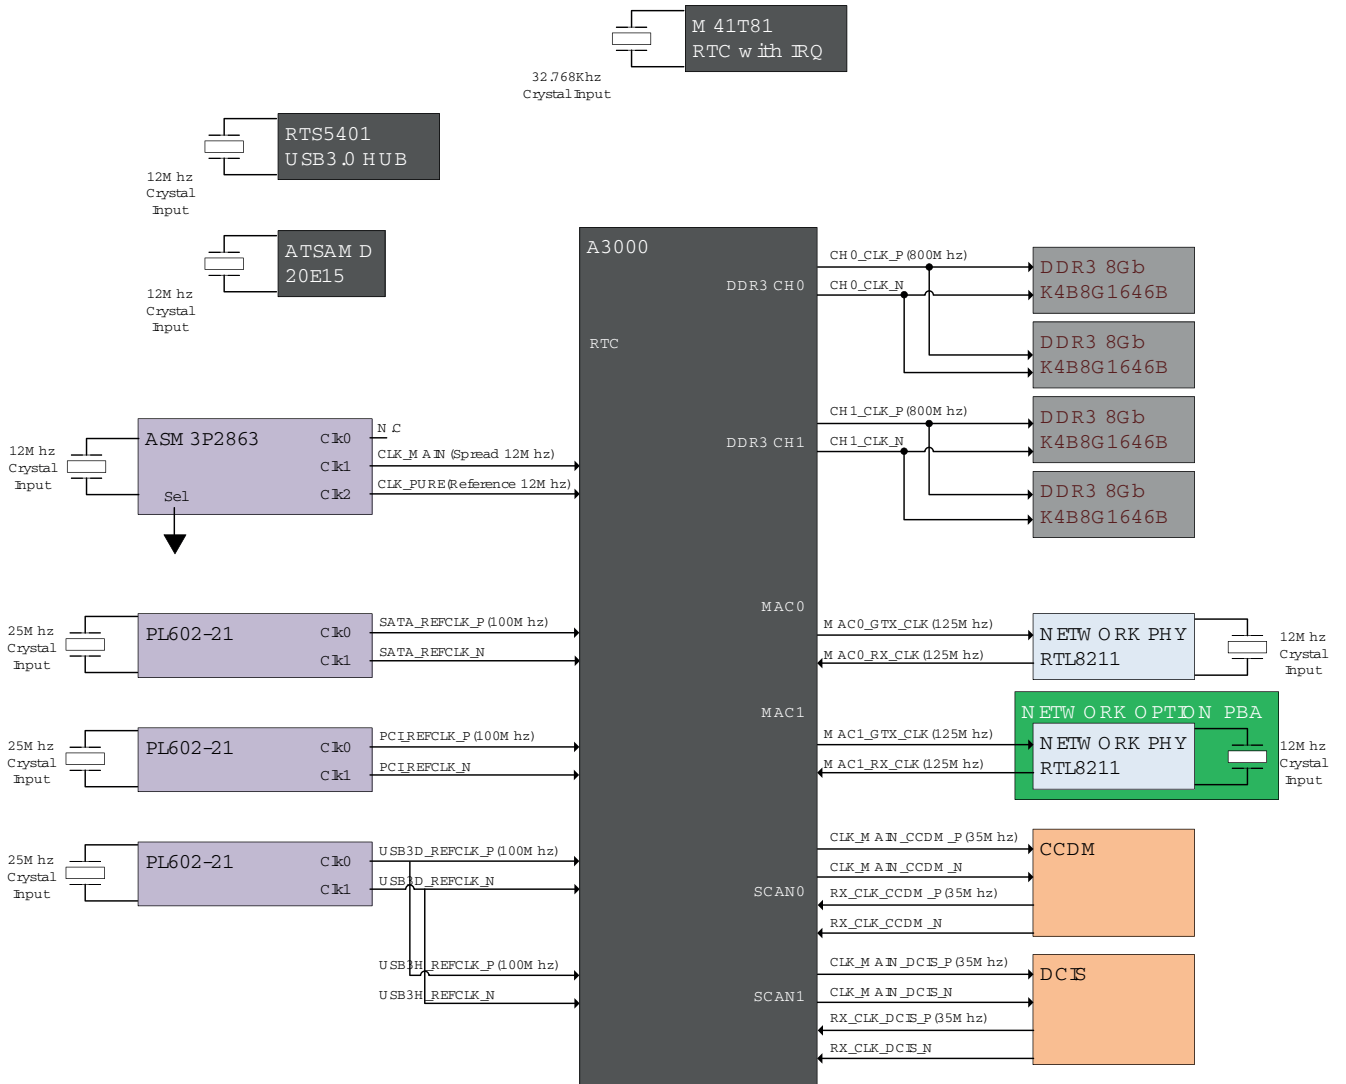 M41T81
RTC with IRQ
32.768Khz
Crystal Input
RTS5401
USB3.0 HUB
12Mhz
Crystal
Input
ATSAMD
20E15
12Mhz
Crystal
Input
A3000
DDR3 CH0
RTC
DDR3 CH1
MAC0
MAC1
SCAN0
SCAN1
ASM3P2863
Clk0
Clk1
Clk2
Sel
12Mhz
Crystal
Input
N.C
CLK_MAIN (Spread 12Mhz)
CLK_PURE(Reference 12Mhz)
25Mhz
Crystal
Input
PL602-21
Clk0
Clk1
SATA_REFCLK_P(100Mhz)
SATA_REFCLK_N
25Mhz
Crystal
Input
PL602-21
Clk0
Clk1
PCI_REFCLK_P(100Mhz)
PCI_REFCLK_N
25Mhz
Crystal
Input
PL602-21
Clk0
Clk1
USB3D_REFCLK_P(100Mhz)
USB3D_REFCLK_N
USB3H_REFCLK_P(100Mhz)
USB3H_REFCLK_N
CH0_CLK_P(800Mhz)
CH0_CLK_N
DDR3 8Gb
K4B8G1646B
DDR3 8Gb
K4B8G1646B
CH1_CLK_P(800Mhz)
CH1_CLK_N
DDR3 8Gb
K4B8G1646B
DDR3 8Gb
K4B8G1646B
MAC0_GTX_CLK(125Mhz)
MAC0_RX_CLK(125Mhz)
NETWORK PHY
RTL8211
12Mhz
Crystal
Input
NETWORK OPTION PBA
MAC1_GTX_CLK(125Mhz)
MAC1_RX_CLK(125Mhz)
NETWORK PHY
RTL8211
12Mhz
Crystal
Input
CLK_MAIN_CCDM_P(35Mhz)
CLK_MAIN_CCDM_N
RX_CLK_CCDM_P(35Mhz)
RX_CLK_CCDM_N
CCDM
CLK_MAIN_DCIS_P(35Mhz)
CLK_MAIN_DCIS_N
RX_CLK_DCIS_P(35Mhz)
RX_CLK_DCIS_N
DCIS